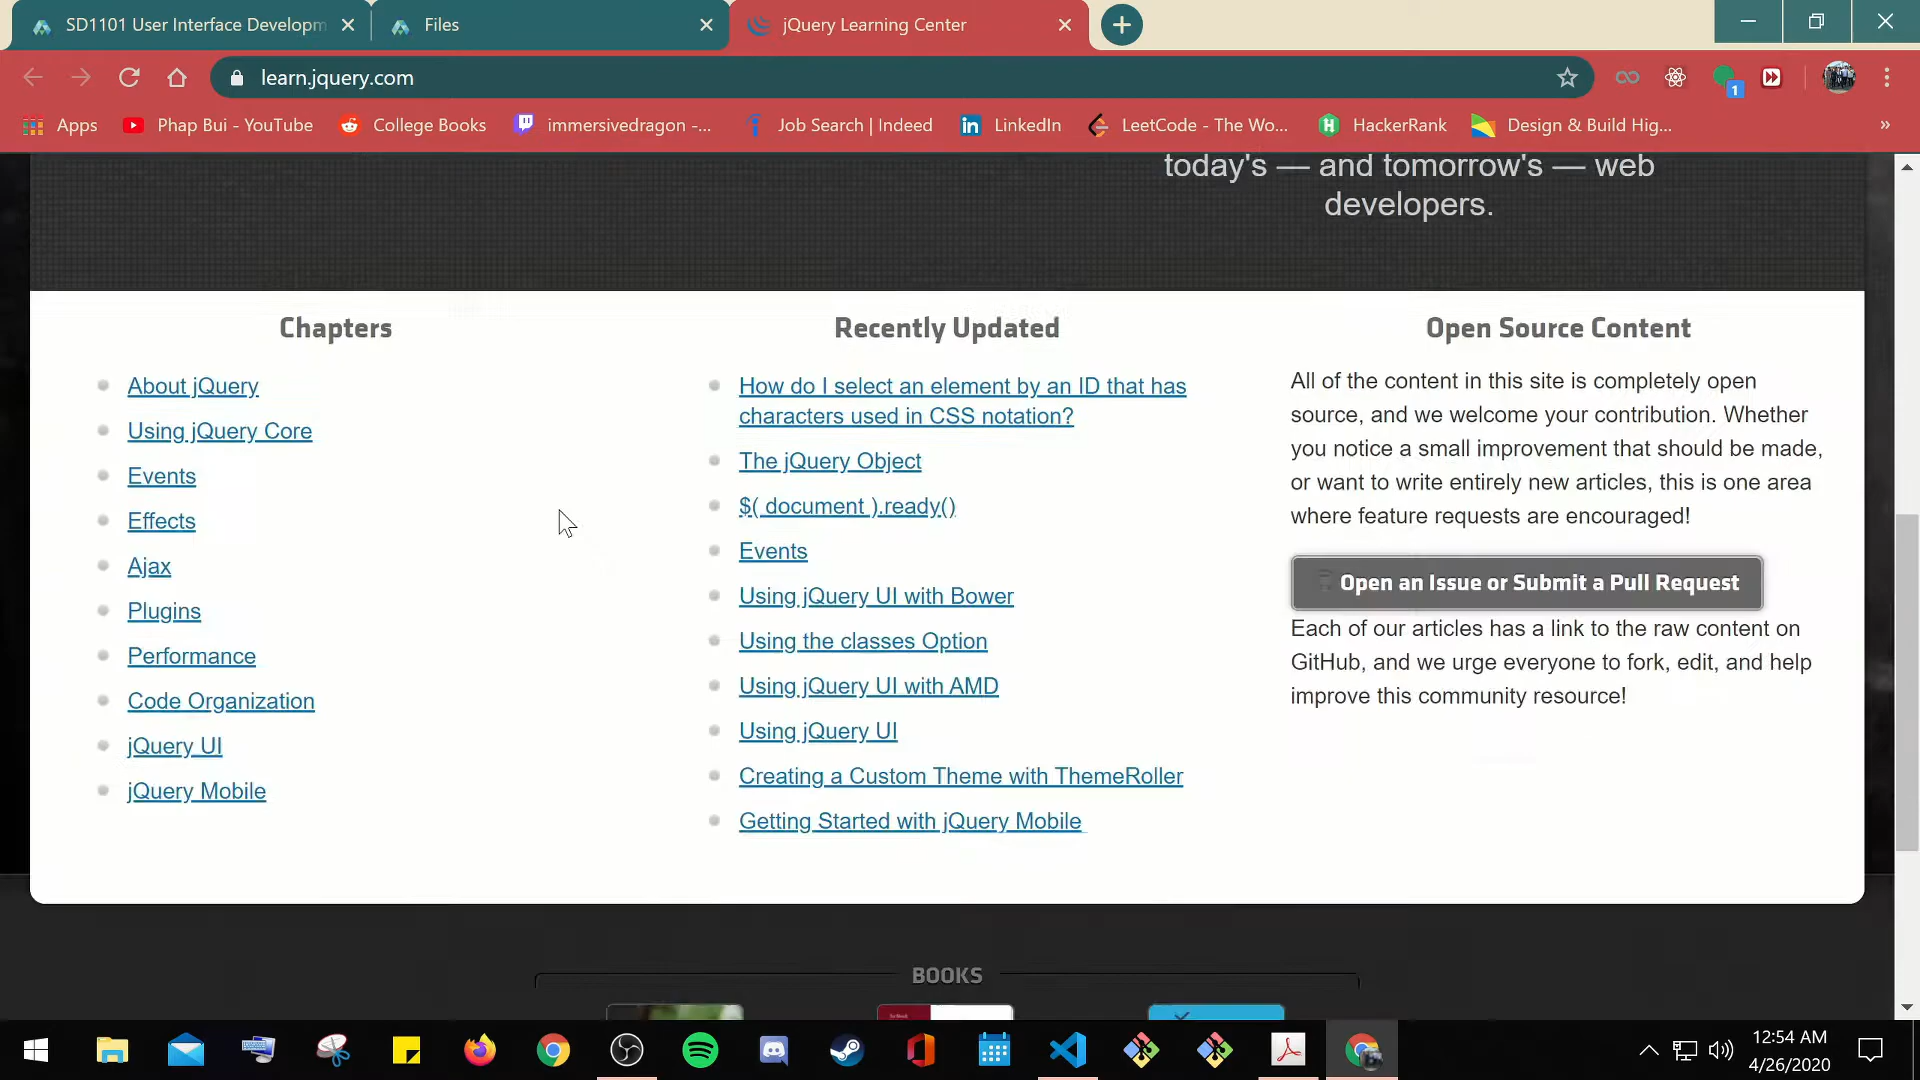 SD1101 User Interface Developm
Files
jQuery Learning Center
learn.jquery.com
1
Apps
Phap Bui - YouTube
College Books
immersivedragon -...
Job Search | Indeed
LinkedIn
LeetCode - The Wo...
HackerRank
Design & Build Hig...
»
today's — and tomorrow's — web
developers.
Chapters
About jQuery
Using jQuery Core
Events
Effects
Ajax
Plugins
Performance
Code Organization
jQuery UI
jQuery Mobile
Recently Updated
How do I select an element by an ID that has
characters used in CSS notation?
The jQuery Object
$( document ).ready()
Events
Using jQuery UI with Bower
Using the classes Option
Using jQuery UI with AMD
Using jQuery UI
Creating a Custom Theme with ThemeRoller
Getting Started with jQuery Mobile
Open Source Content
All of the content in this site is completely open
source, and we welcome your contribution. Whether
you notice a small improvement that should be made,
or want to write entirely new articles, this is one area
where feature requests are encouraged!
Open an Issue or Submit a Pull Request
Each of our articles has a link to the raw content on
GitHub, and we urge everyone to fork, edit, and help
improve this community resource!
BOOKS
12:54 AM
4/26/2020